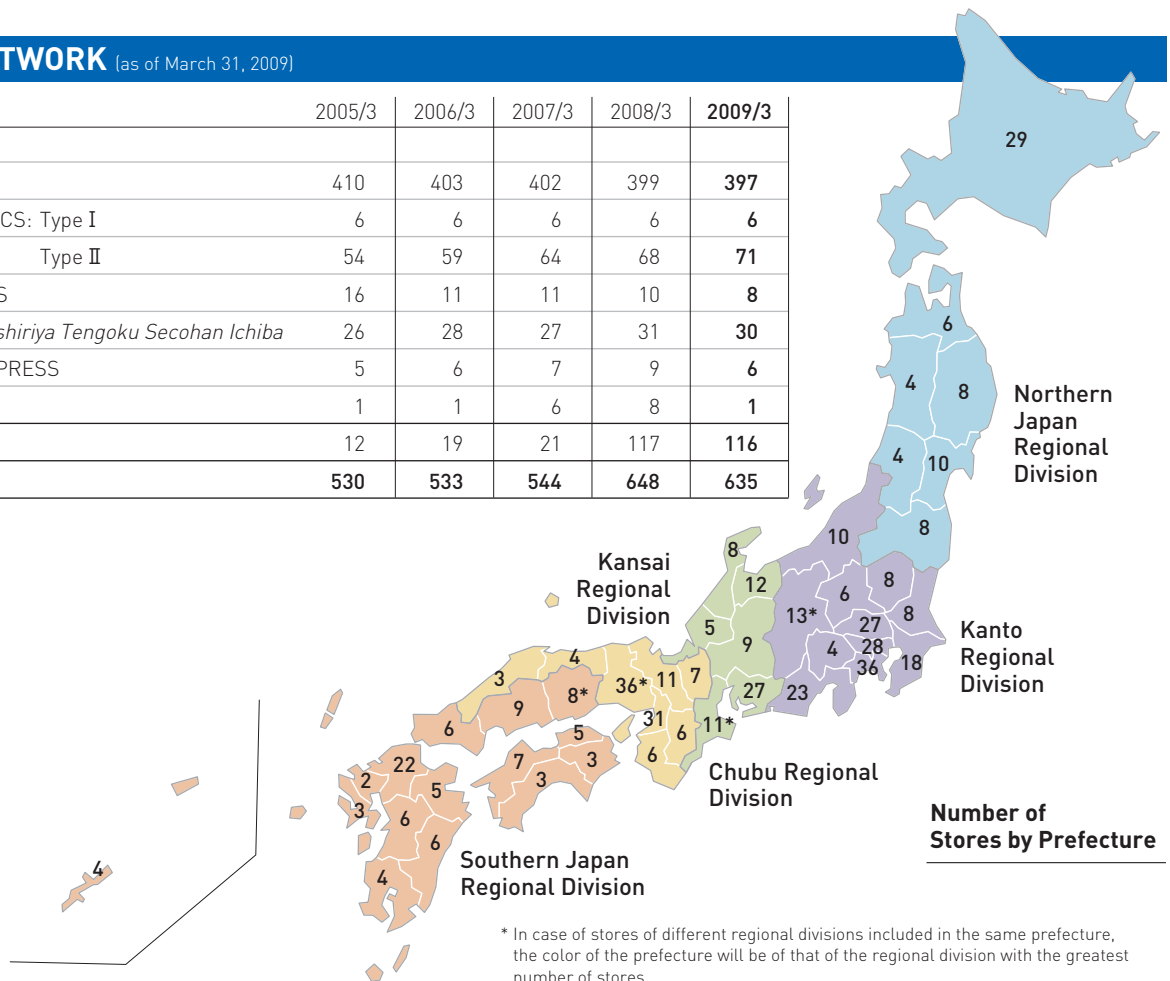 TWORK (as of March 31, 2009)
2005/3 2006/3 2007/3 2008/3 2009/3
410 403 402 399 397
CS: Type Ⅰ 6 6 6 6 6
Type Ⅱ 54 59 64 68 71
S 16 11 11 10 8
shiriya Tengoku Secohan Ichiba 26 28 27 31 30
PRESS 5 6 7 9 6
1 1 6 8 1
12 19 21 117 116
530 533 544 648 635
29
6
4
8
4
10
8
Northern
Japan
Regional
Division
10
8
6
8
13*
27
4
28
36
18
23
Kanto
Regional
Division
Kansai
Regional
Division
8
12
5
9
27
11*
Chubu Regional
Division
3
4
36*
11
7
31
6
6
8*
9
6
5
7
3
3
22
2
5
3
6
6
4
4
Southern Japan
Regional Division
Number of
Stores by Prefecture
* In case of stores of different regional divisions included in the same prefecture,
the color of the prefecture will be of that of the regional division with the greatest
number of stores